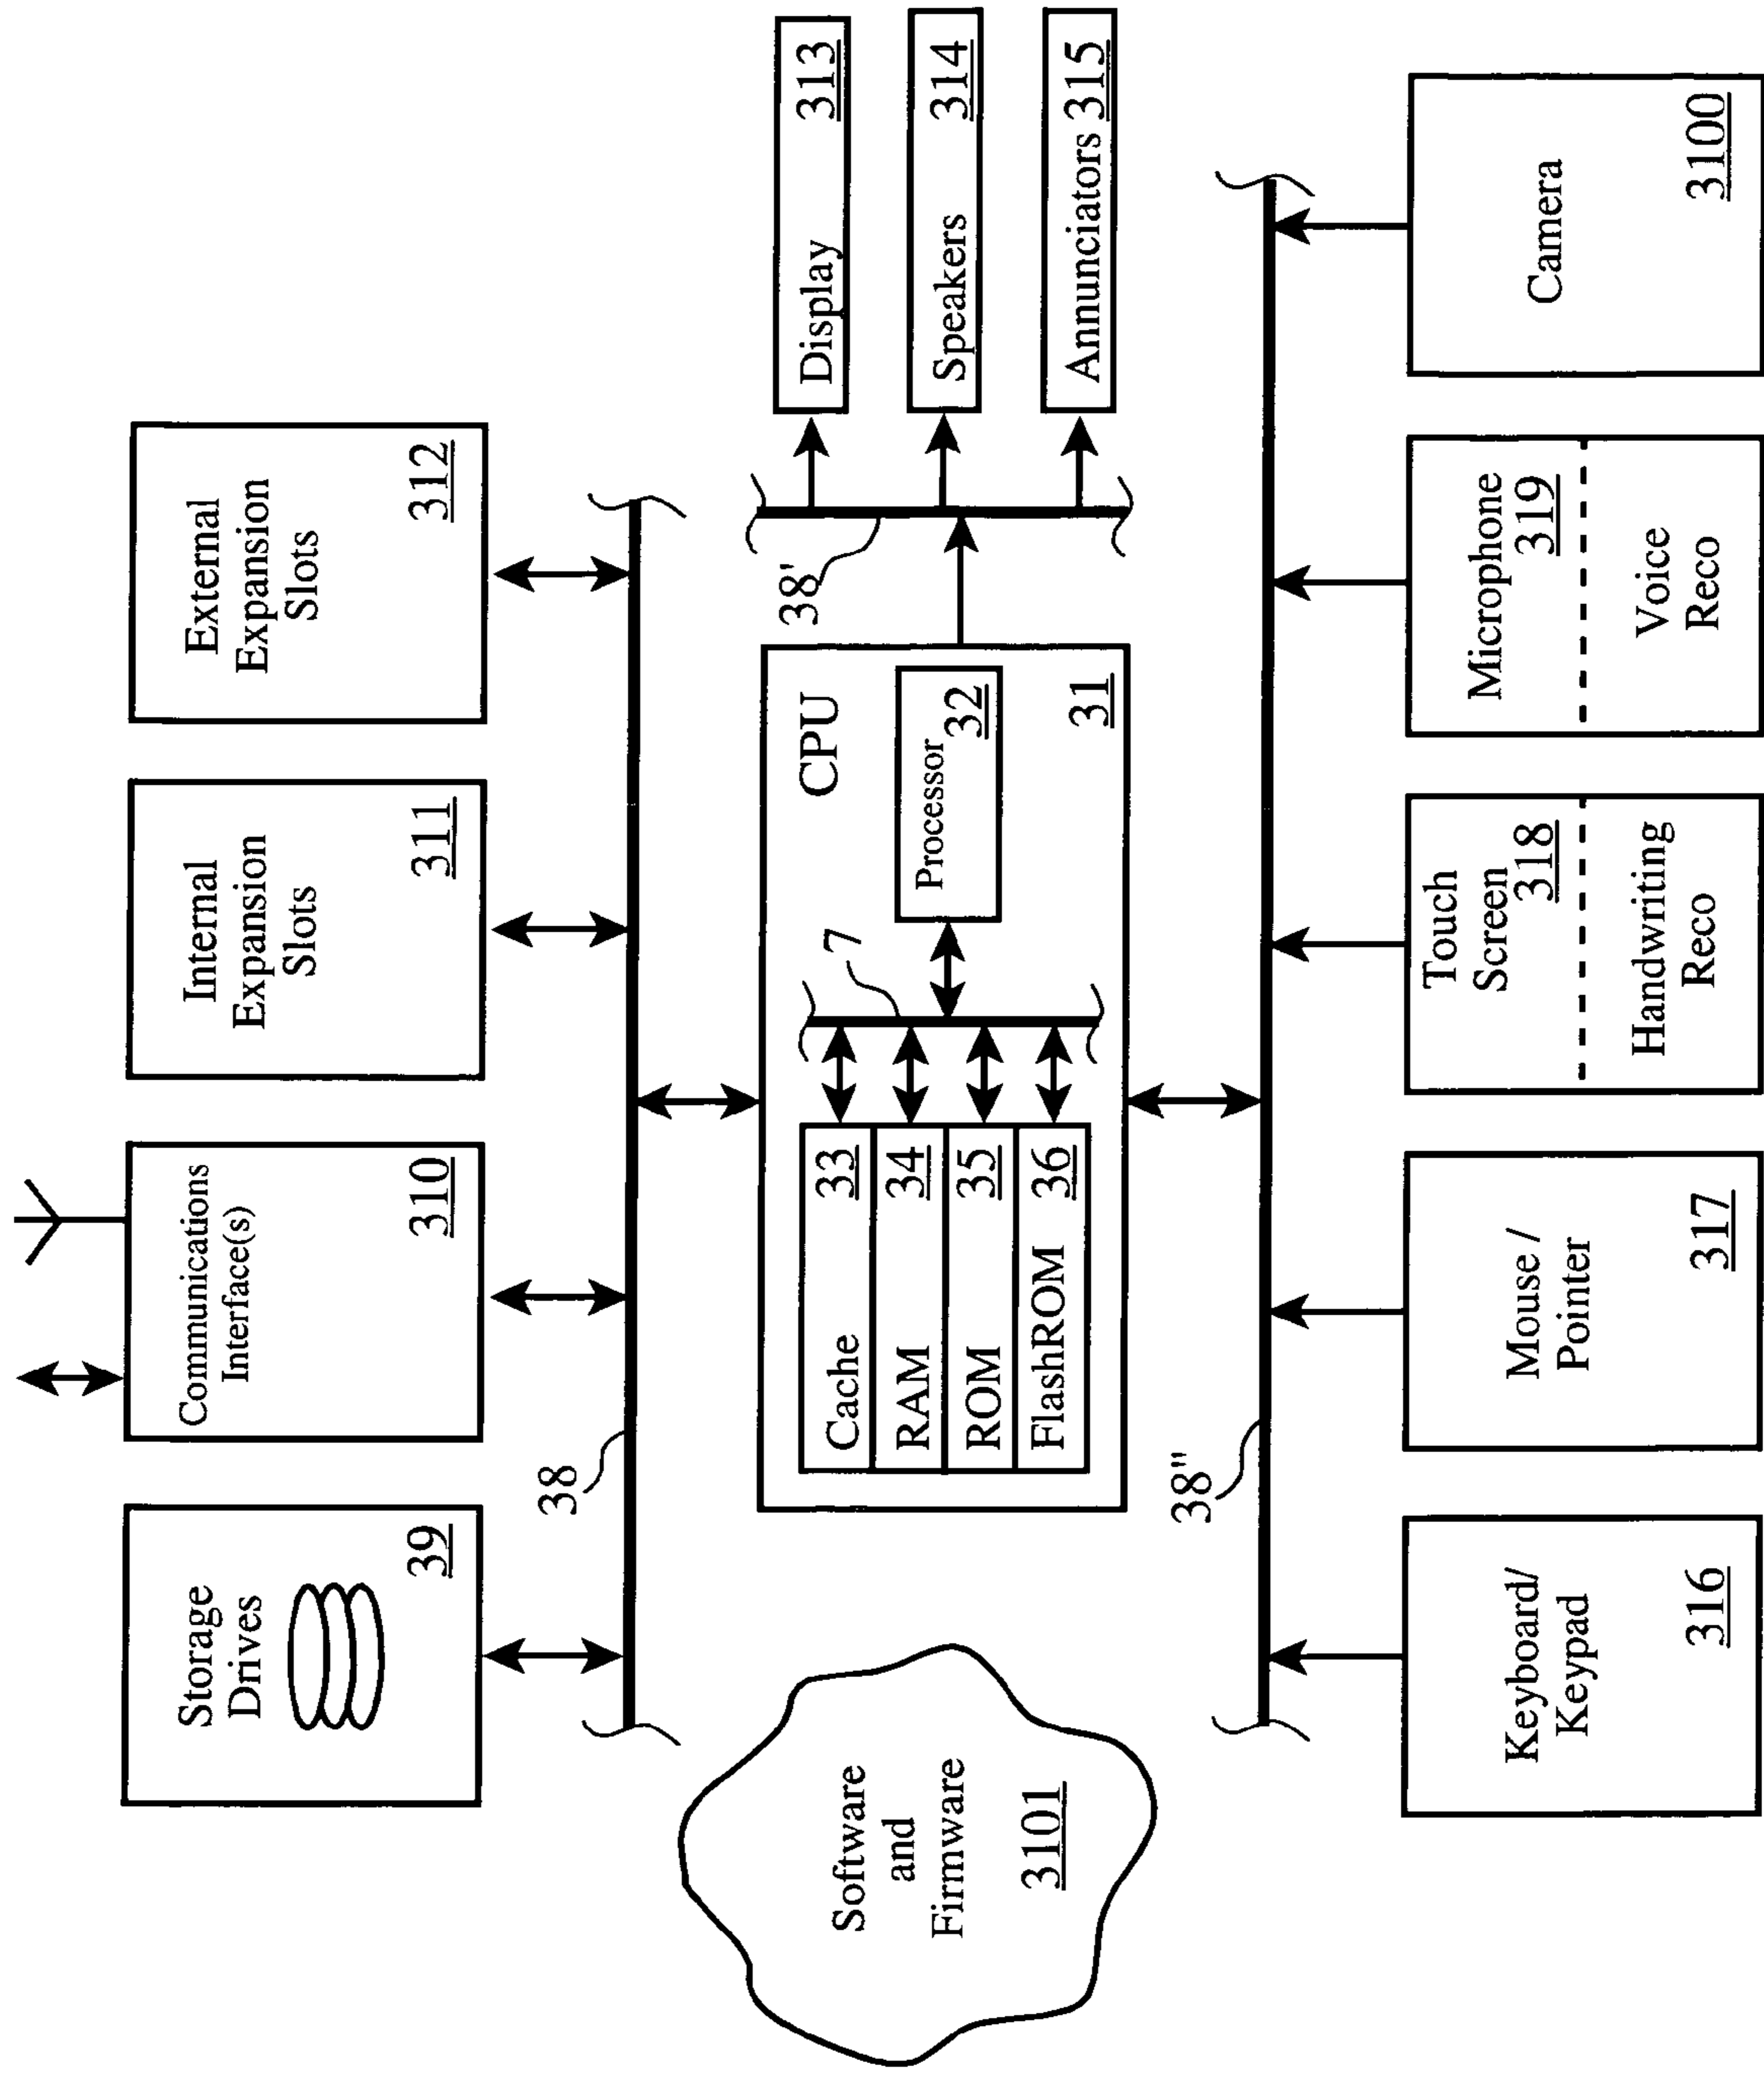 Storage
Drives
39
Communications
Interface(s)
310
Internal
Expansion
Slots
311
External
Expansion
Slots
312
38
Software
and
Firmware
3101
CPU
Cache 33
RAM 34
ROM 35
FlashROM 36
7
Processor
32
31
38'
Display 313
Speakers 314
Annunciators 315
38"
Keyboard/
Keypad
316
Mouse /
Pointer
317
Touch
Screen
318
Handwriting
Reco
Microphone
319
Voice
Reco
Camera
3100